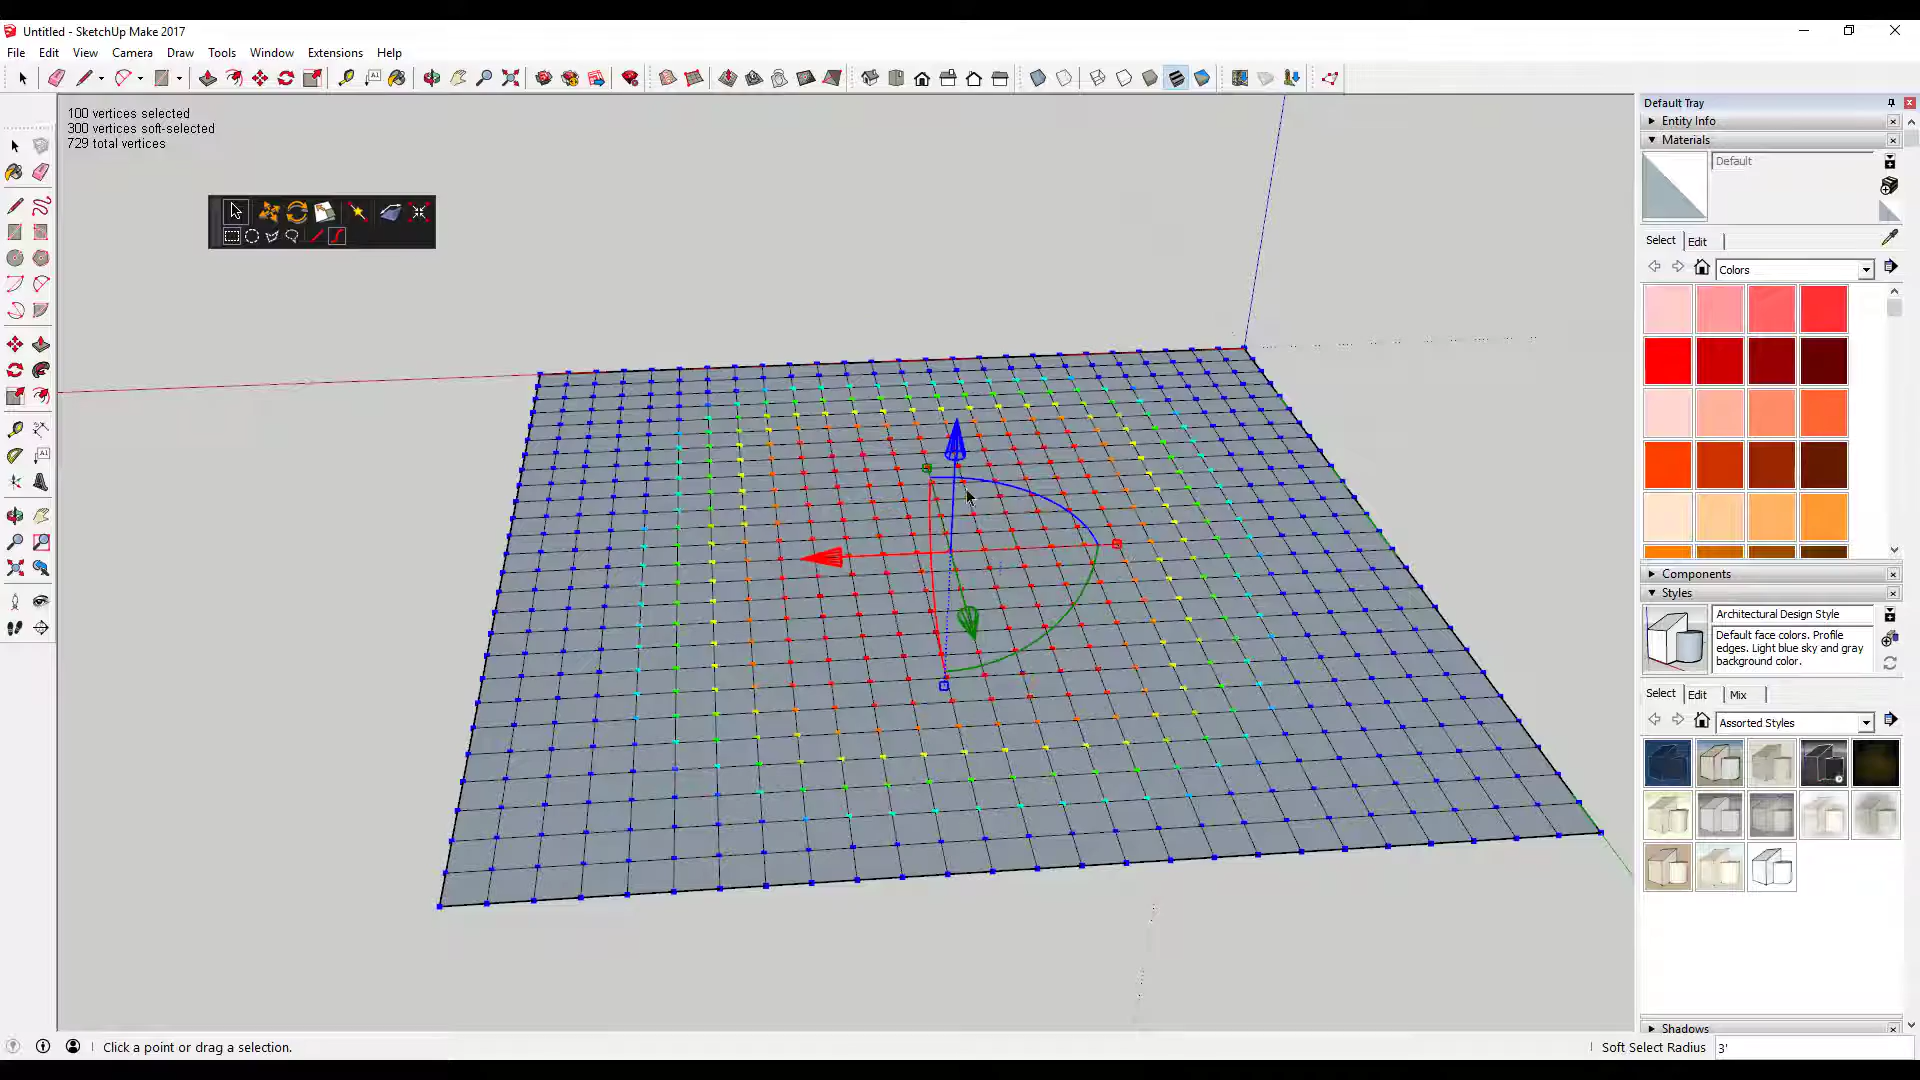 Untitled - SketchUp Make 2017
File Edit View Camera Draw Tools Window Extensions Help
100 vertices selected
300 vertices soft-selected
729 total vertices
Default Tray
Entity Info
Materials
Default
Select Edit
Colors
Components
Styles
Architectural Design Style
Default face colors. Profile
edges. Light blue sky and gray
background color.
Select Edit Mix
Assorted Styles
Shadows
Click a point or drag a selection.
Soft Select Radius 3'